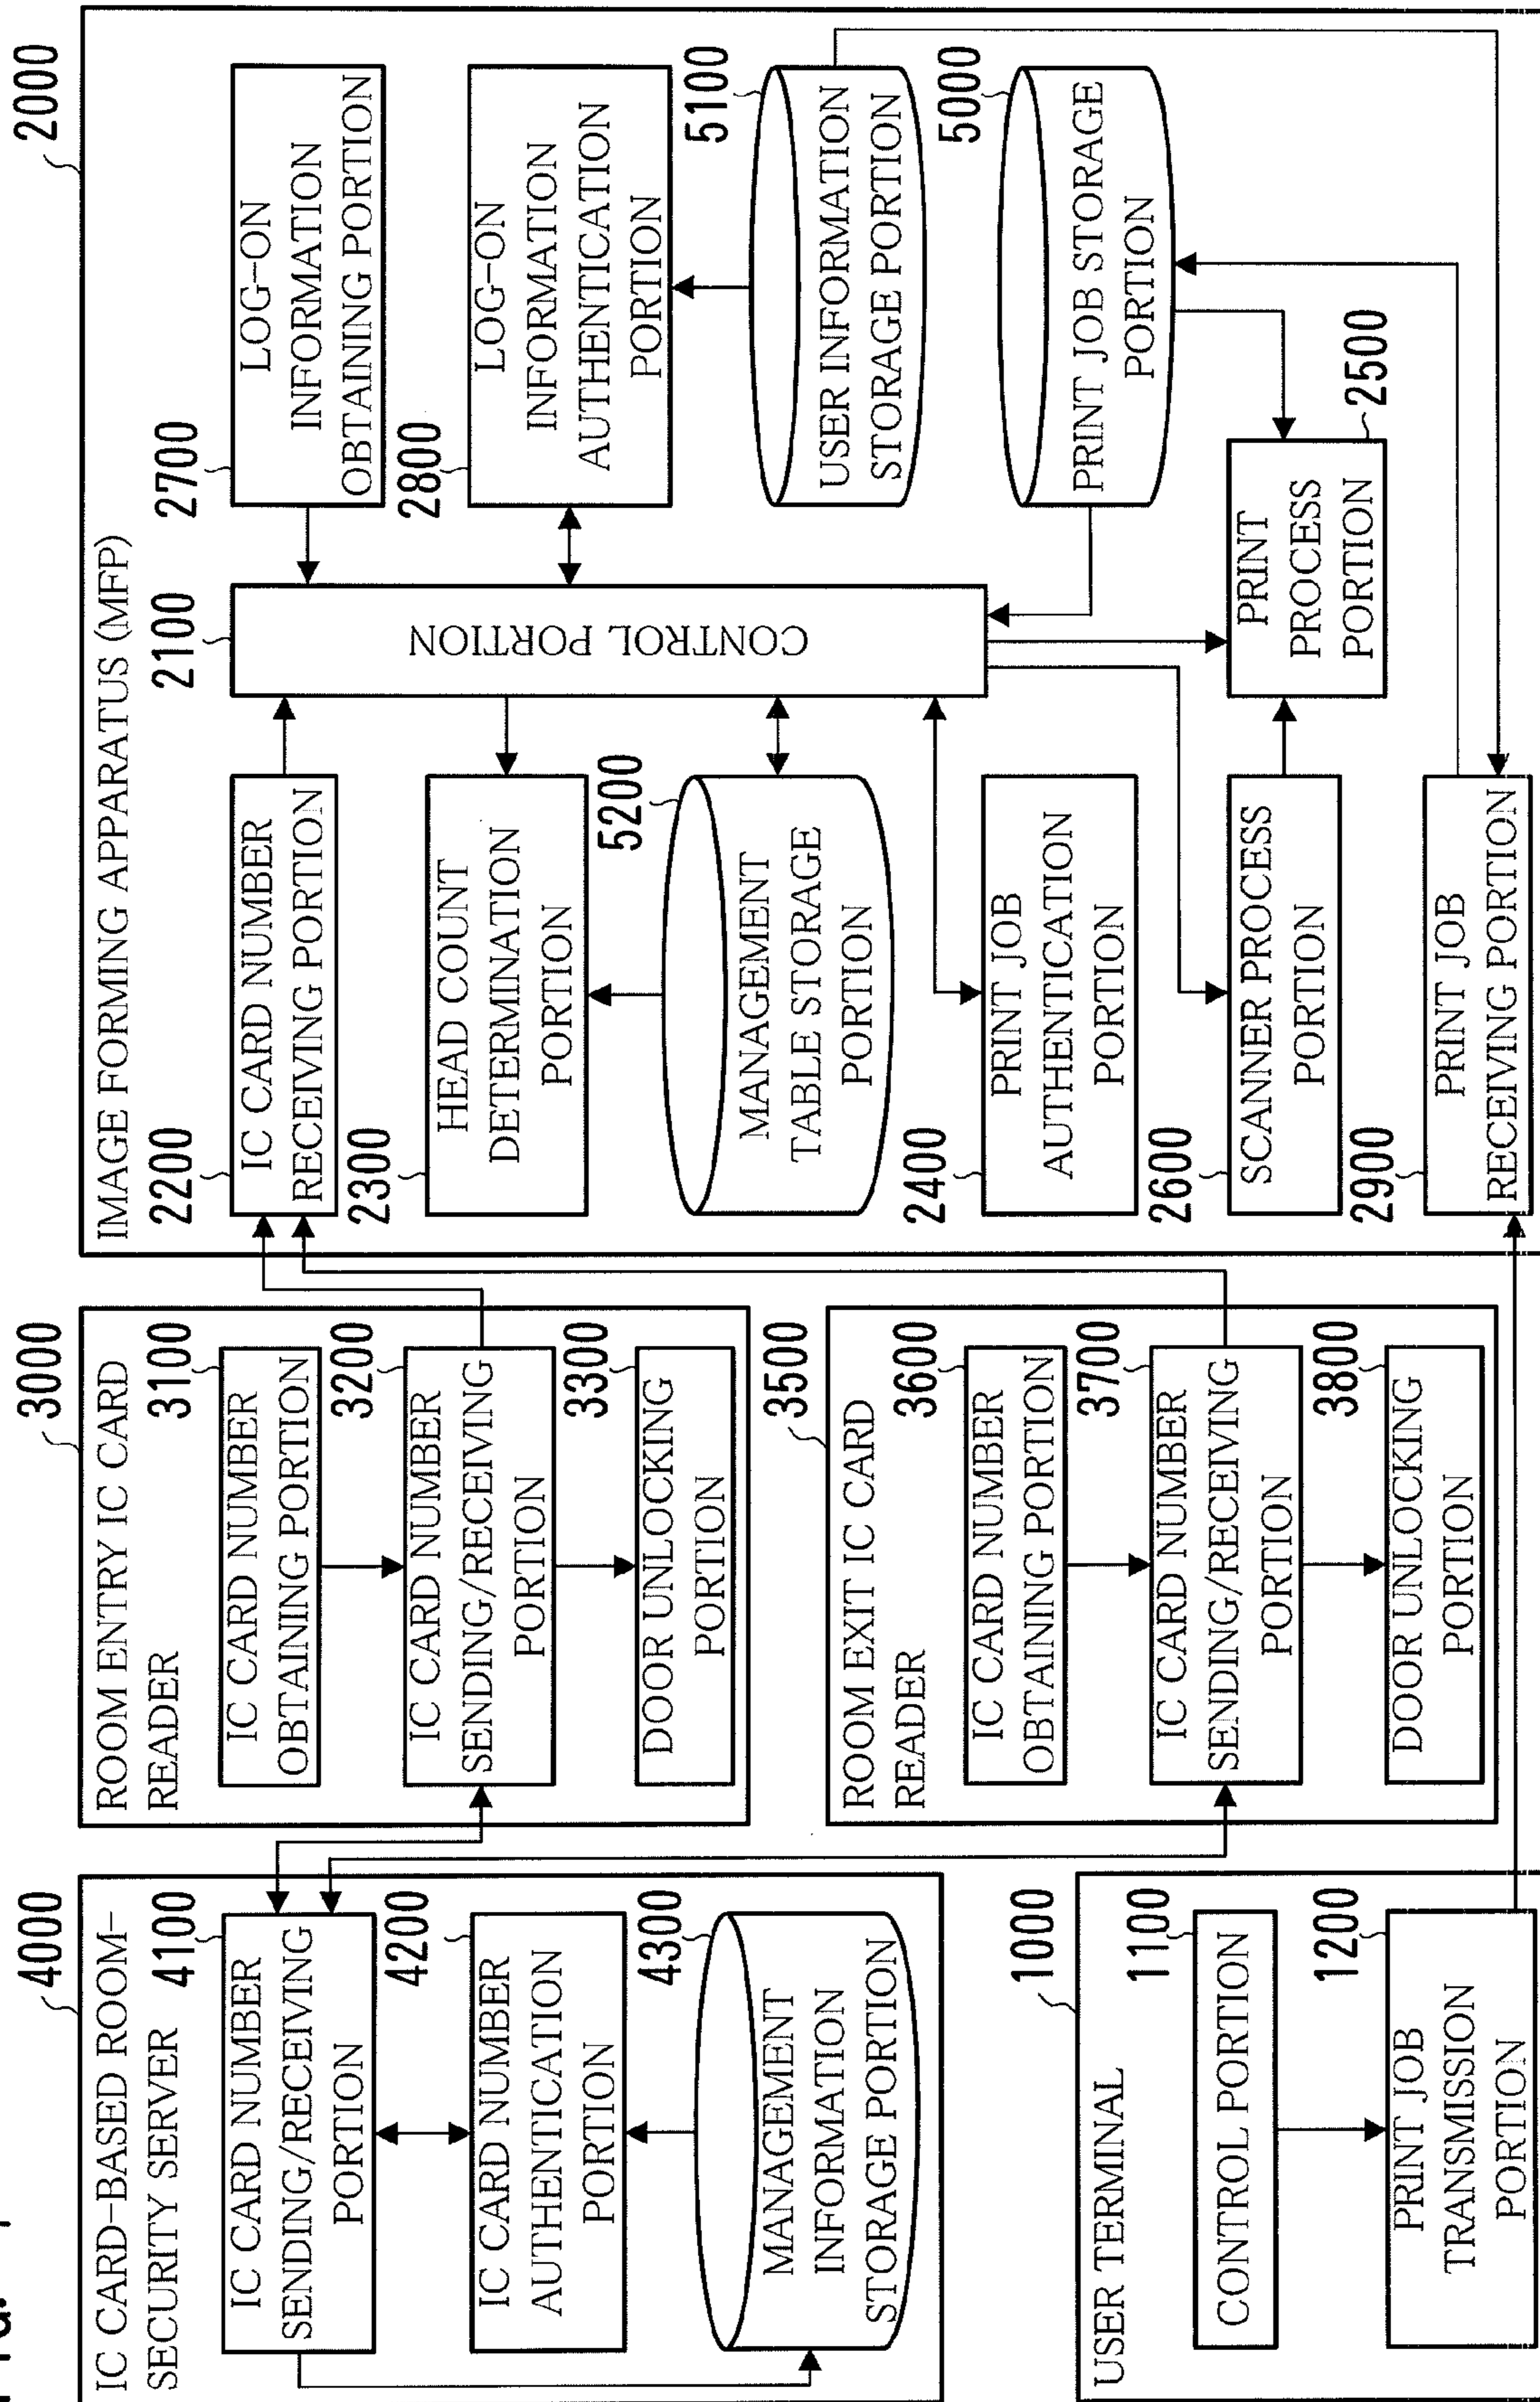 IC CARD-BASED ROOM-
SECURITY SERVER
4000
IC CARD NUMBER
SENDING/RECEIVING
PORTION
4100
IC CARD NUMBER
AUTHENTICATION
PORTION
4200
MANAGEMENT
INFORMATION
STORAGE PORTION
4300
USER TERMINAL
1000
CONTROL PORTION
1100
PRINT JOB
TRANSMISSION
PORTION
1200
ROOM ENTRY IC CARD
READER
3000
IC CARD NUMBER
OBTAINING PORTION
3100
IC CARD NUMBER
SENDING/RECEIVING
PORTION
3200
DOOR UNLOCKING
PORTION
3300
ROOM EXIT IC CARD
READER
3500
IC CARD NUMBER
OBTAINING PORTION
3600
IC CARD NUMBER
SENDING/RECEIVING
PORTION
3700
DOOR UNLOCKING
PORTION
3800
IMAGE FORMING APPARATUS (MFP)
2000
2200
IC CARD NUMBER
RECEIVING PORTION
2300
HEAD COUNT
DETERMINATION
PORTION
5200
MANAGEMENT
TABLE STORAGE
PORTION
2400
PRINT JOB
AUTHENTICATION
PORTION
2600
SCANNER PROCESS
PORTION
2900
PRINT JOB
RECEIVING PORTION
2100
CONTROL PORTION
2700
LOG-ON
INFORMATION
OBTAINING PORTION
2800
LOG-ON
INFORMATION
AUTHENTICATION
PORTION
5100
USER INFORMATION
STORAGE PORTION
5000
PRINT JOB STORAGE
PORTION
PRINT
PROCESS
PORTION
2500